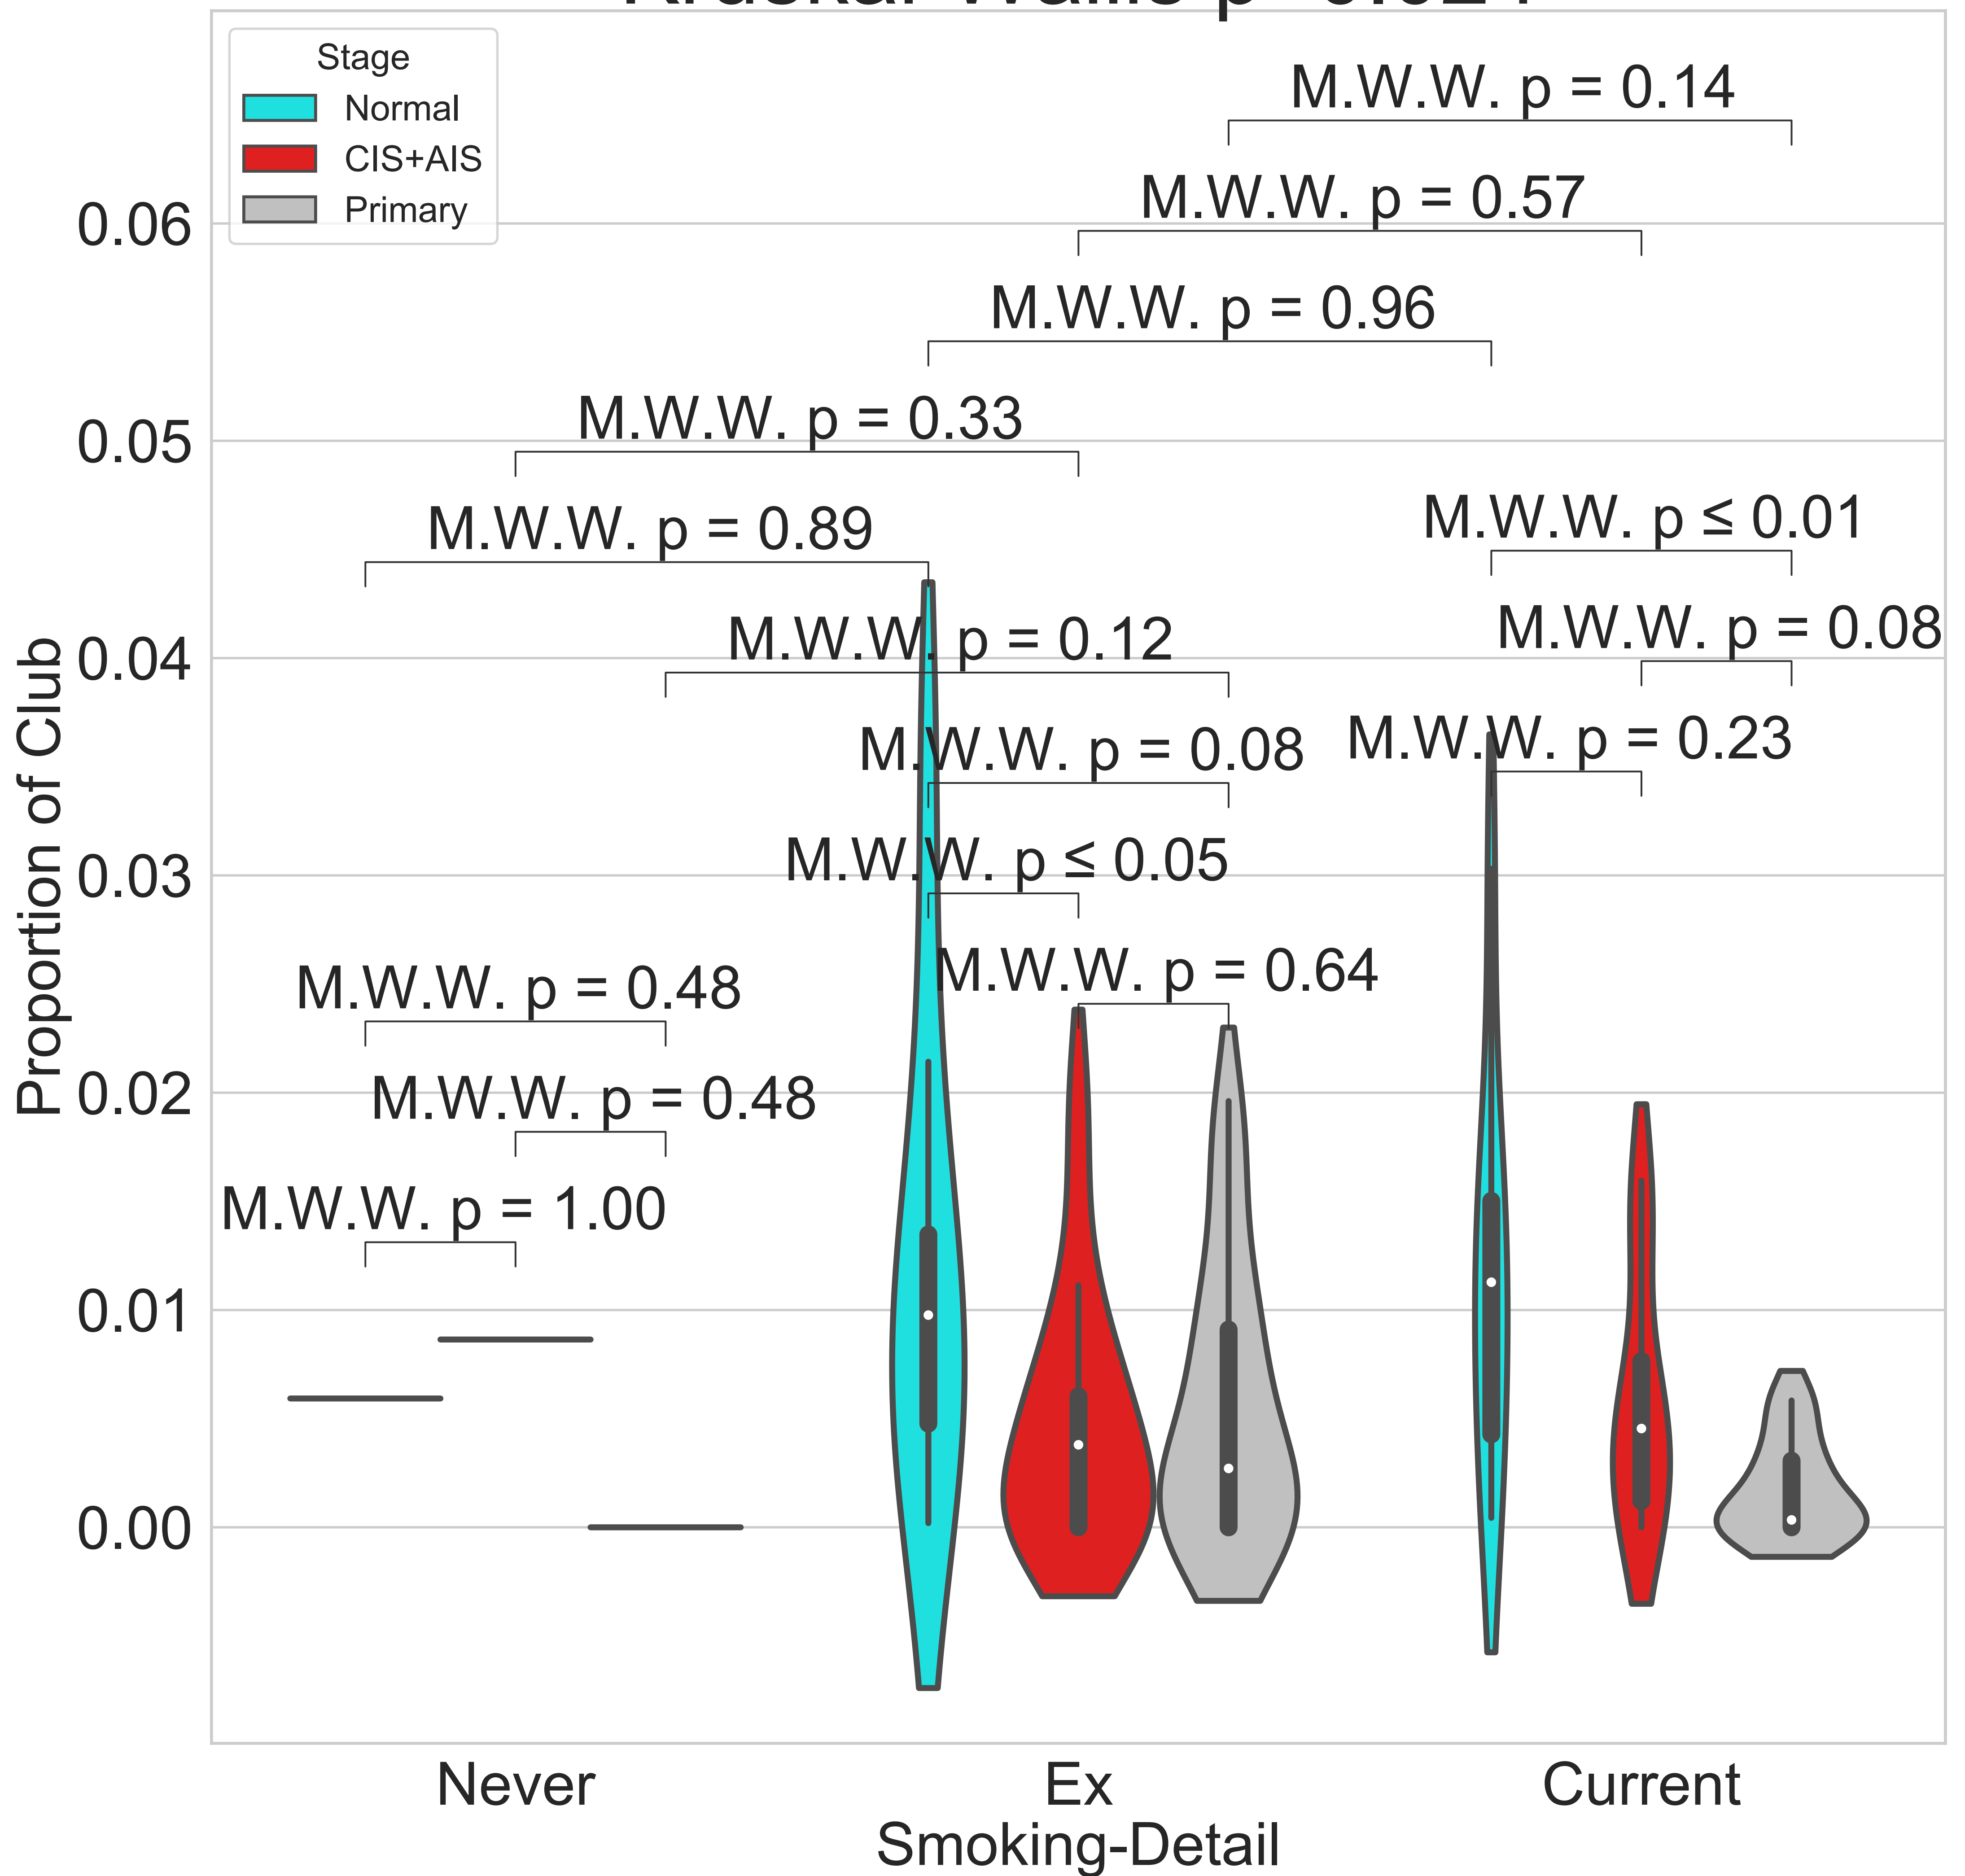 Stage
Normal
CIS+AIS
Primary
M.W.W. p = 0.14
M.W.W. p = 0.57
M.W.W. p = 0.96
M.W.W. p = 0.33
M.W.W. p = 0.89
M.W.W. p ≤ 0.01
M.W.W. p = 0.12
M.W.W. p = 0.08
M.W.W. p = 0.08
M.W.W. p = 0.23
M.W.W. p ≤ 0.05
M.W.W. p = 0.64
M.W.W. p = 0.48
M.W.W. p = 0.48
M.W.W. p = 1.00
0.06
0.05
0.04
0.03
0.02
0.01
0.00
Proportion of Club
Never
Ex
Current
Smoking-Detail